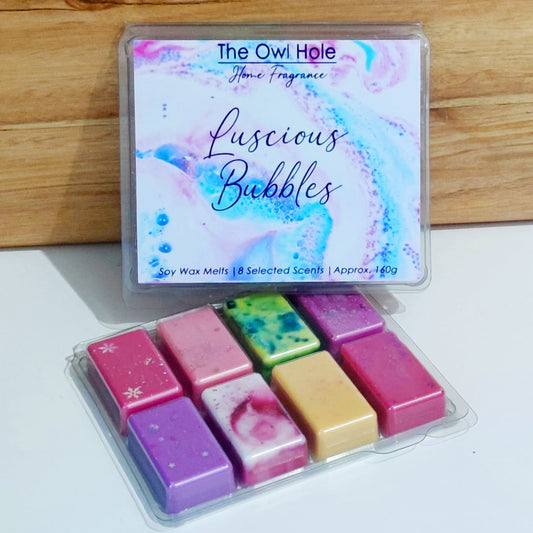 The Owl Hole
Home Fragrance
Luscious
Bubbles
Soy Wax Melts | 8 Selected Scents | Approx. 160g